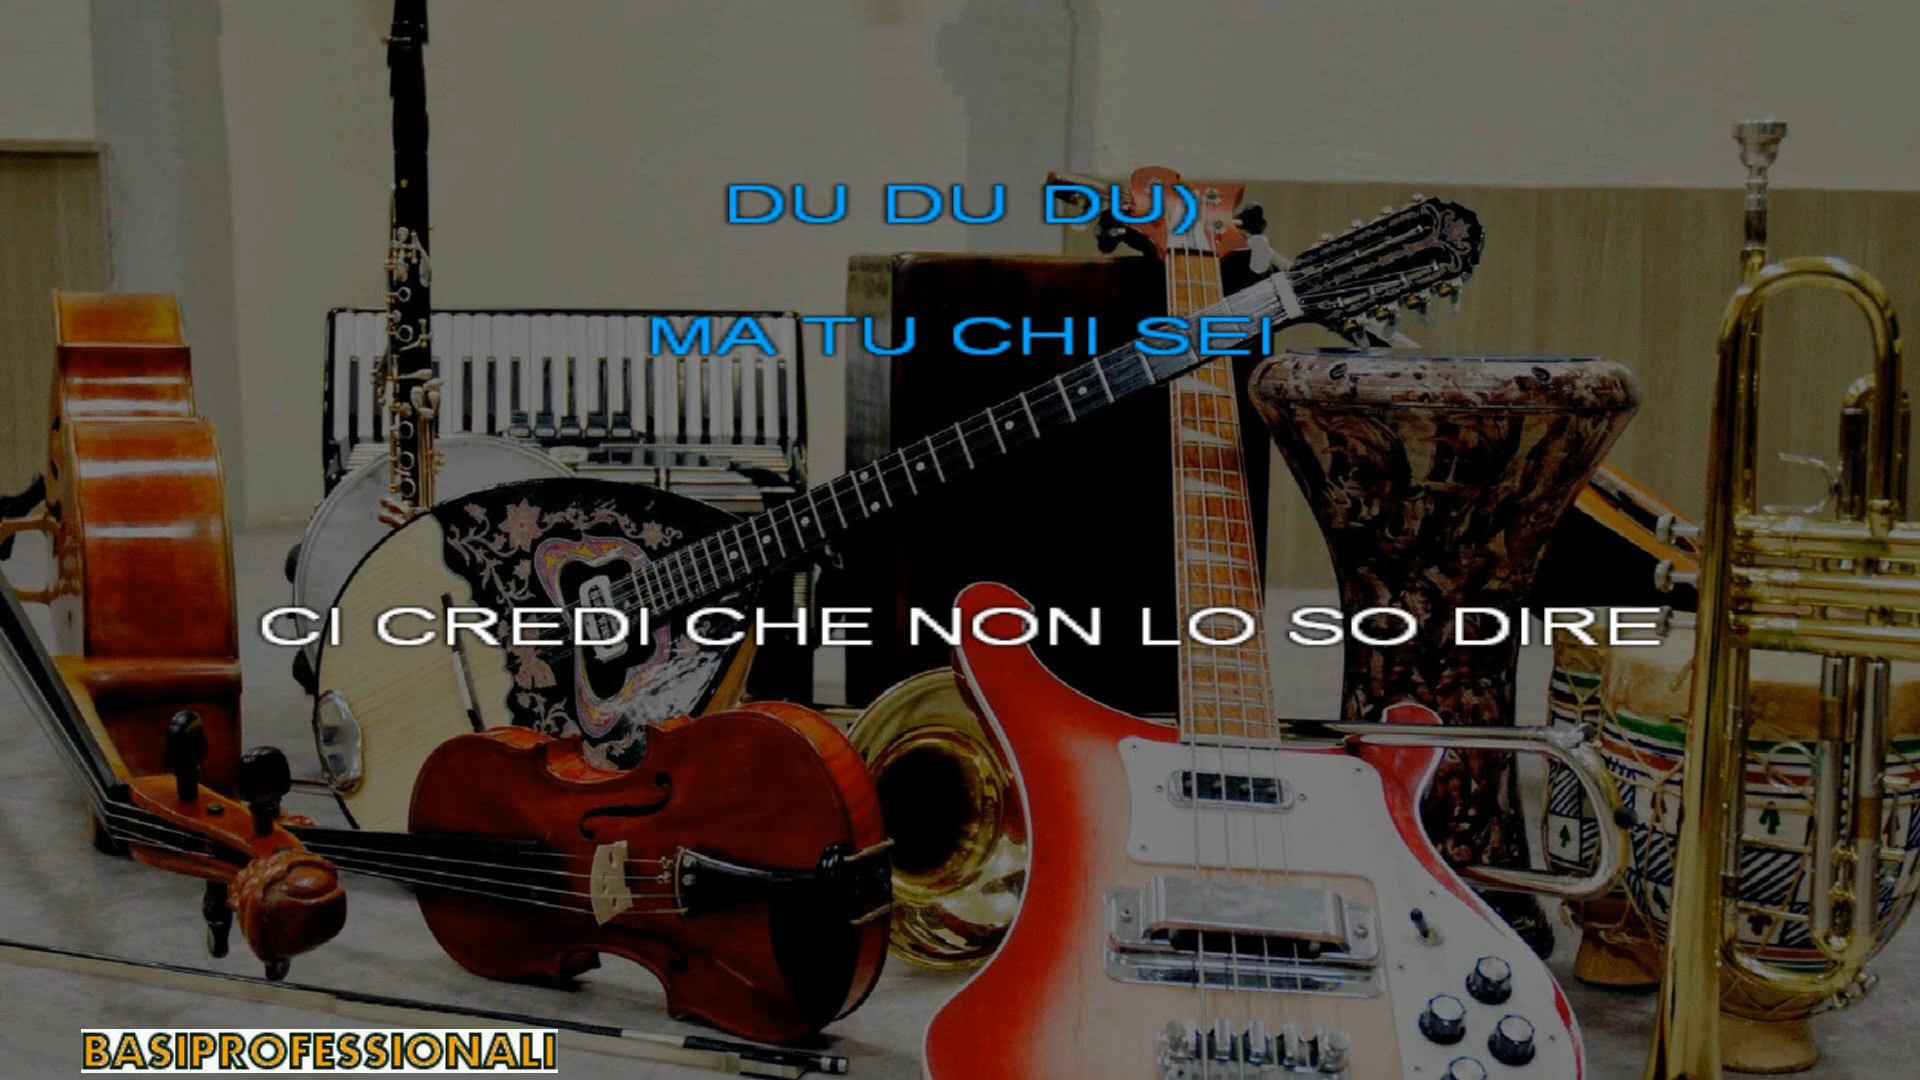 DU DU DU)
MA TU CHI SEI
CI CREDI CHE NON LO SO DIRE
BASIPROFESSIONALI